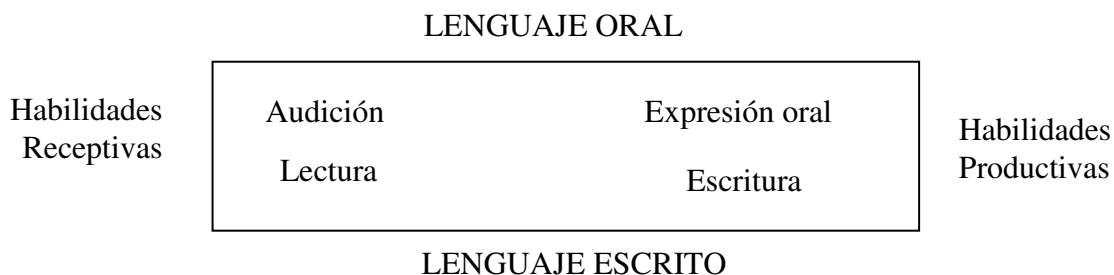 LENGUAJE ORAL
Habilidades
Receptivas
Audición
Lectura
Expresión oral
Escritura
Habilidades
Productivas
LENGUAJE ESCRITO